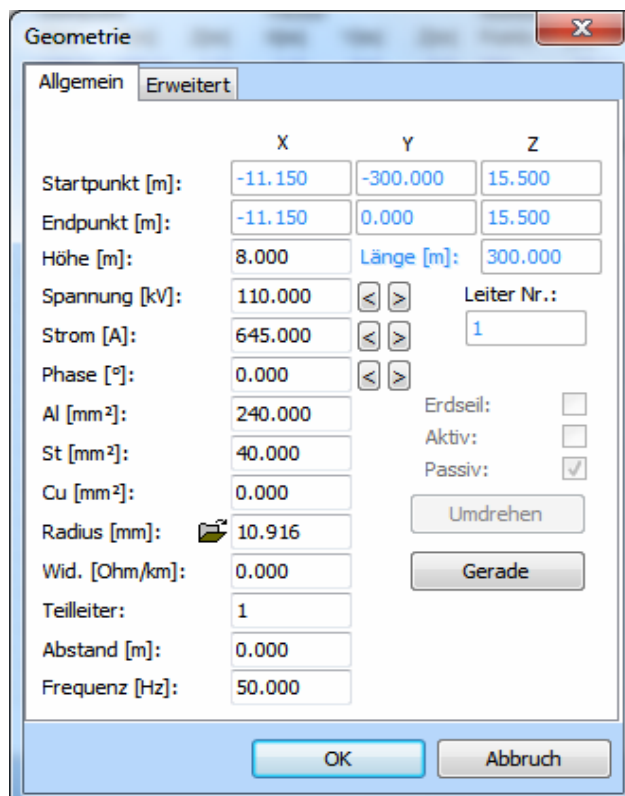 Geometrie
Allgemein Erweitert
X Y Z
Startpunkt [m]: -11.150 -300.000 15.500
Endpunkt [m]: -11.150 0.000 15.500
Höhe [m]: 8.000 Länge [m]: 300.000
Spannung [kV]: 110.000 < > Leiter Nr.:
Strom [A]: 645.000 < > 1
Phase [°]: 0.000 < >
Al [mm²]: 240.000 Erdseil:
Aktiv:
St [mm²]: 40.000
Passiv:
Cu [mm²]: 0.000
Umdrehen
Radius [mm]: 10.916
Wid. [Ohm/km]: 0.000 Gerade
Teilleiter: 1
Abstand [m]: 0.000
Frequenz [Hz]: 50.000
OK Abbruch